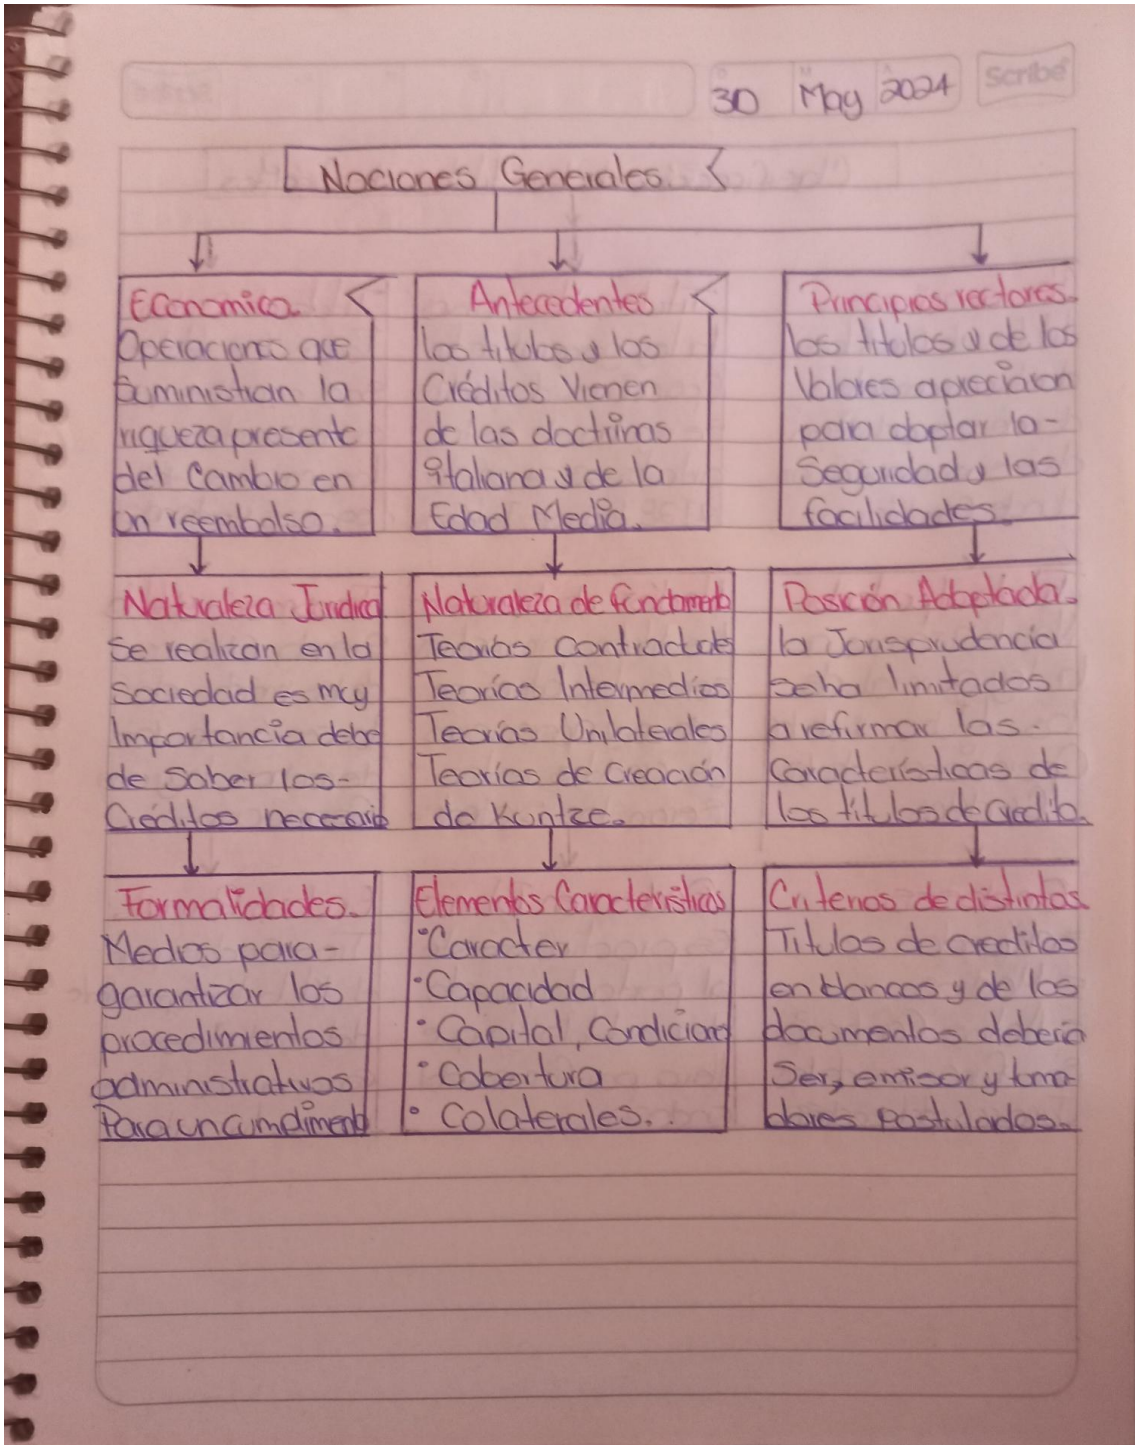 Scribe
30 May 2024
Nociones Generales
Economica
Operaciones que
Suministran la
riqueza presente
del Cambio en
un reembolso.
Antecedentes
los titulos y los
Créditos Vienen
de las doctrinas
italiana y de la
Edad Media.
Principios rectores.
los titulos y de los
Valores apreciaron
para doptar la-
Seguridad y las
facilidades.
Naturaleza Juridica
Se realizan en la
Sociedad es muy
Importancia debe
de Saber los-
Créditos necesario
Naturaleza de fundamento
Teorías Contractales
Teorías Intermedias
Teorías Unilaterales
Teorías de Creación
de Kuntze.
Posición Adoptada.
la Jurisprudencia
se ha limitados
a refirmar las.
Características de
los titulos de credito.
Formalidades.
Medios para-
garantizar los
procedimientos
administrativos
Para un cumplimento
Elementos Característicos
•Caracter
•Capacidad
•Capital, Condiciones
•Cobertura
•Colaterales..
Criterios de distintas
Titulos de creditos
en blancos y de los
documentos debería
Ser, emisor y toma-
dores postulados.